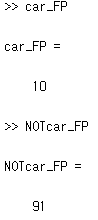 >> car_FP
car_FP =
10
>> NOTcar_FP
NOTcar_FP =
91